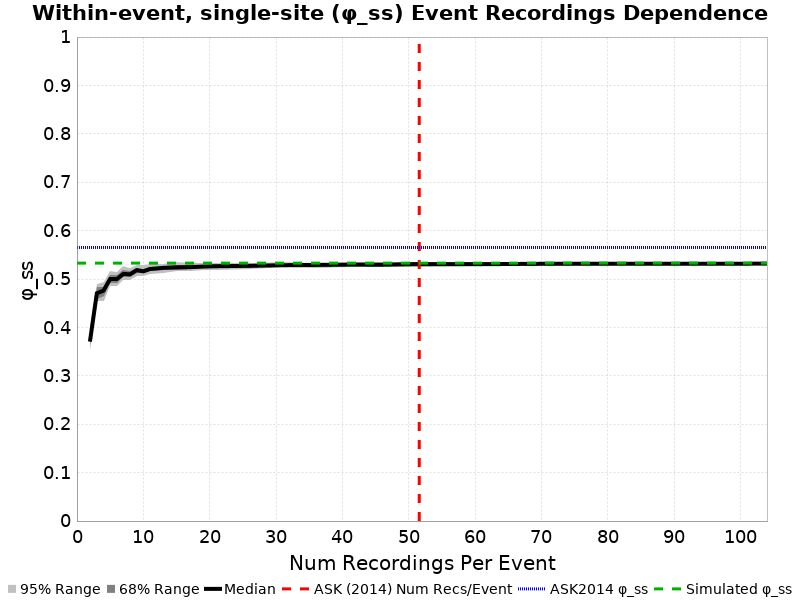 Within-event, single-site (φ_ss) Event Recordings Dependence
1
0.9
0.8
0.7
0.6
0.5
0.4
0.3
0.2
0.1
0
φ_ss
0 10 20 30 40 50 60 70 80 90 100
Num Recordings Per Event
95% Range 68% Range Median ASK (2014) Num Recs/Event ASK2014 φ_ss Simulated φ_ss